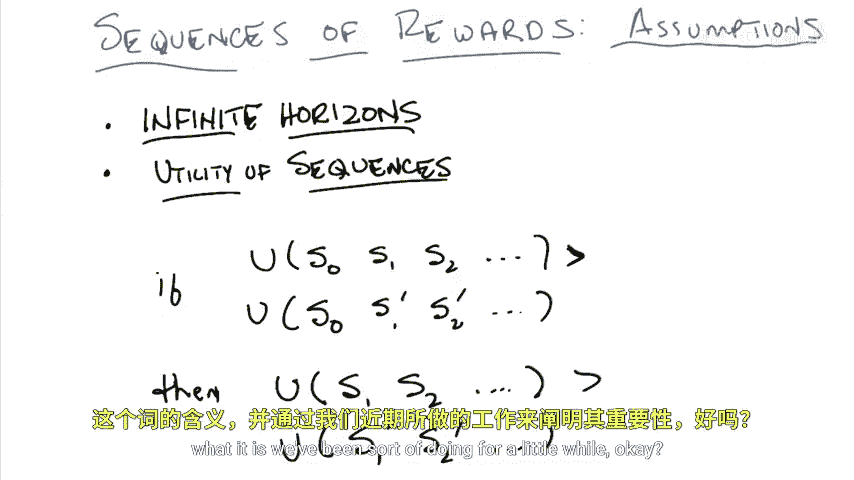 SEQUENCES OF REWARDS: ASSUMPTIONS
• INFINITE HORIZONS
• UTILITY OF SEQUENCES
if U(S₀ S₁ S₂ ...) >
U(S₀ S₁' S₂' ...)
then U(S₁ S₂ ...) >
这个词的含义，并通过我们近期所做的工作来阐明其重要性，好吗？
what it is we've been sort of doing for a little while, okay?